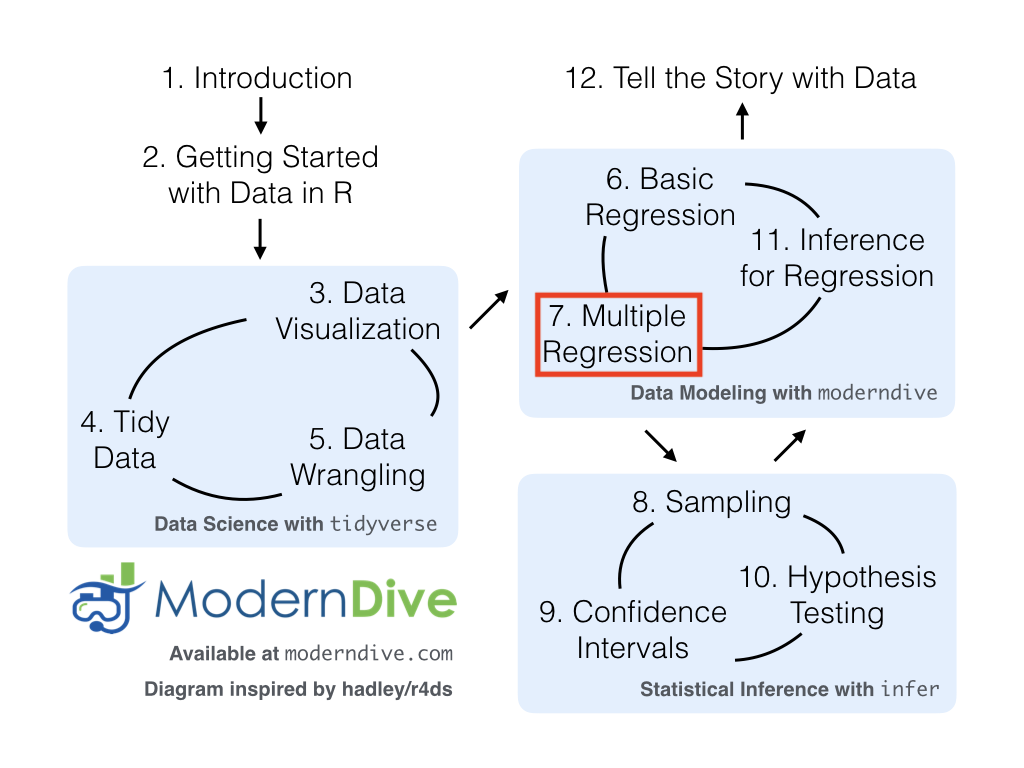 1. Introduction
2. Getting Started
with Data in R
3. Data
Visualization
4. Tidy
Data
5. Data
Wrangling
Data Science with tidyverse
ModernDive
Available at moderndive.com
Diagram inspired by hadley/r4ds
12. Tell the Story with Data
6. Basic
Regression
11. Inference
for Regression
7. Multiple
Regression
Data Modeling with moderndive
8. Sampling
10. Hypothesis
Testing
9. Confidence
Intervals
Statistical Inference with infer